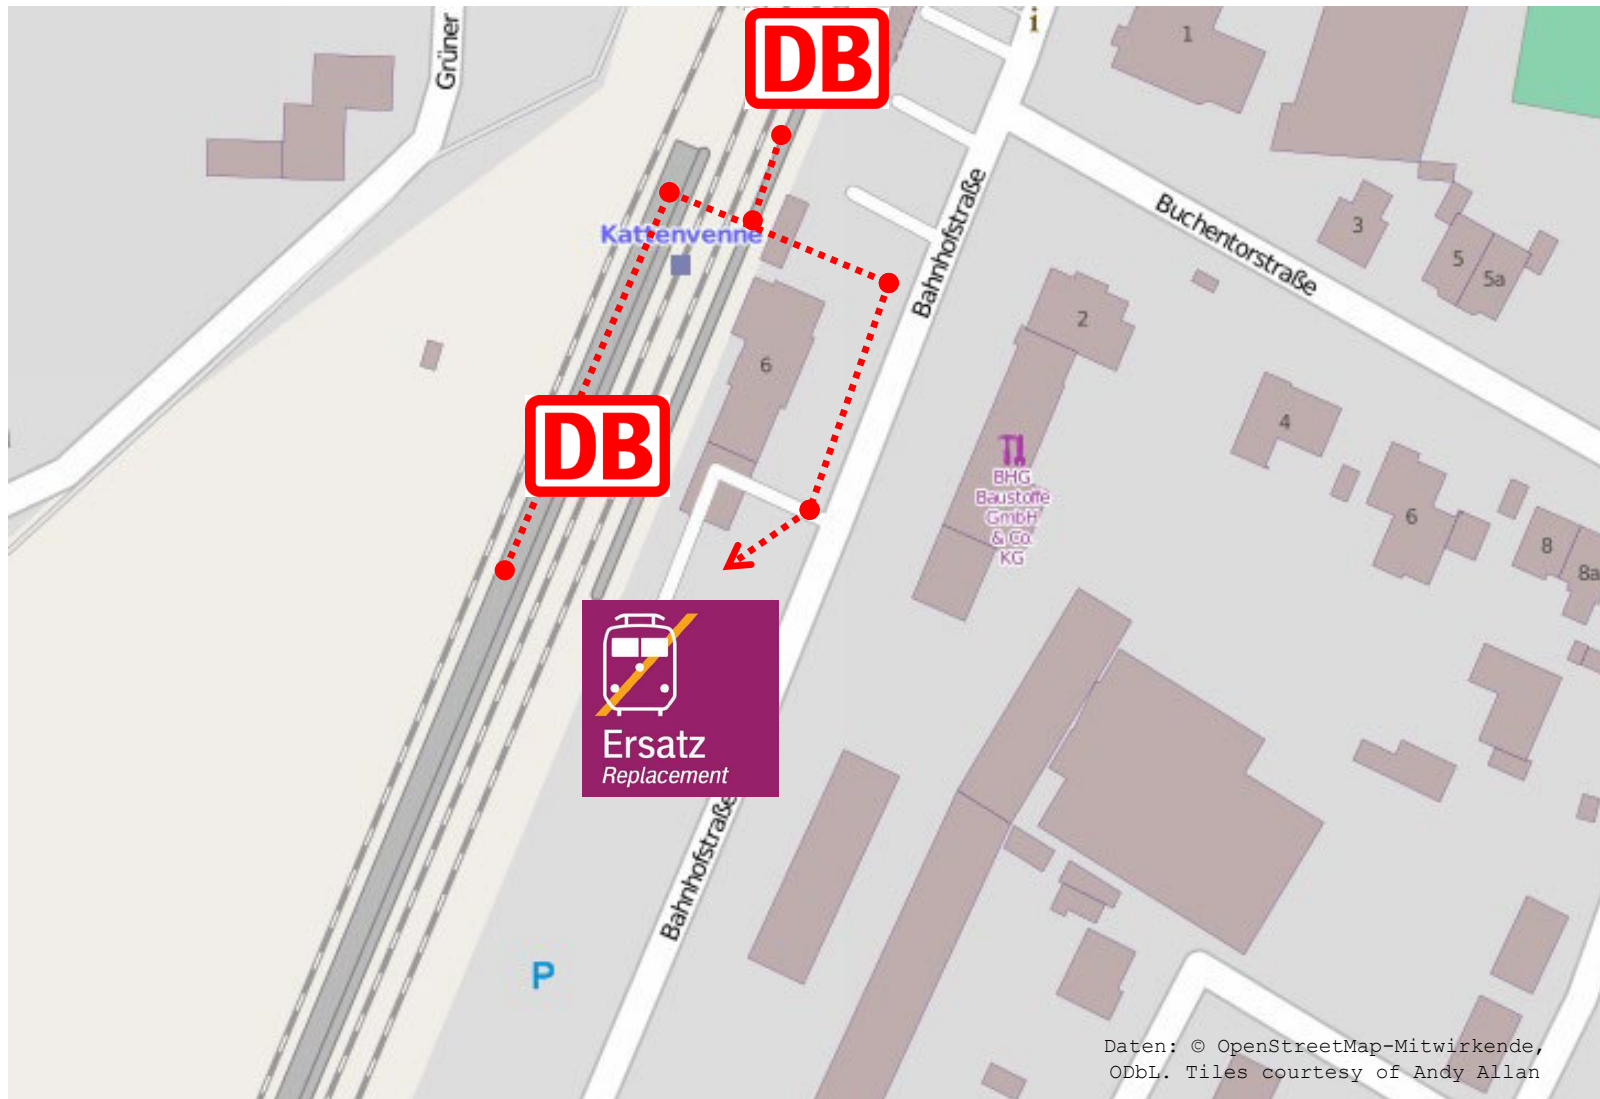 Grüner
DB
i
1
Buchentorstraße
3
5
5a
Bahnhofstraße
Kattenvenne
2
6
4
DB
BHG
Baustoffe
GmbH
& Co.
KG
6
8
8a
Ersatz
Replacement
Bahnhofstraße
P
Daten: © OpenStreetMap-Mitwirkende,
ODbL. Tiles courtesy of Andy Allan